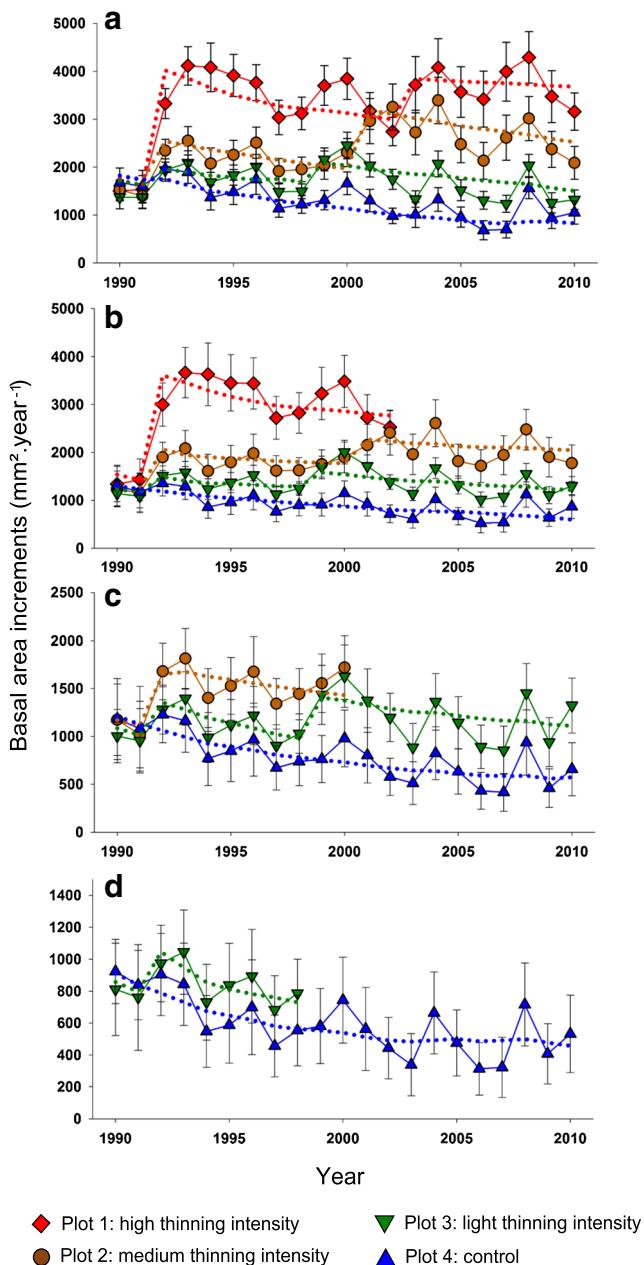 a
5000
4000
3000
2000
1000
0
1990 1995 2000 2005 2010
b
5000
4000
3000
2000
1000
0
1990 1995 2000 2005 2010
Basal area increments (mm².year⁻¹)
c
2500
2000
1500
1000
500
0
1990 1995 2000 2005 2010
d
1400
1200
1000
800
600
400
200
0
1990 1995 2000 2005 2010
Year
Plot 1: high thinning intensity Plot 3: light thinning intensity
Plot 2: medium thinning intensity Plot 4: control